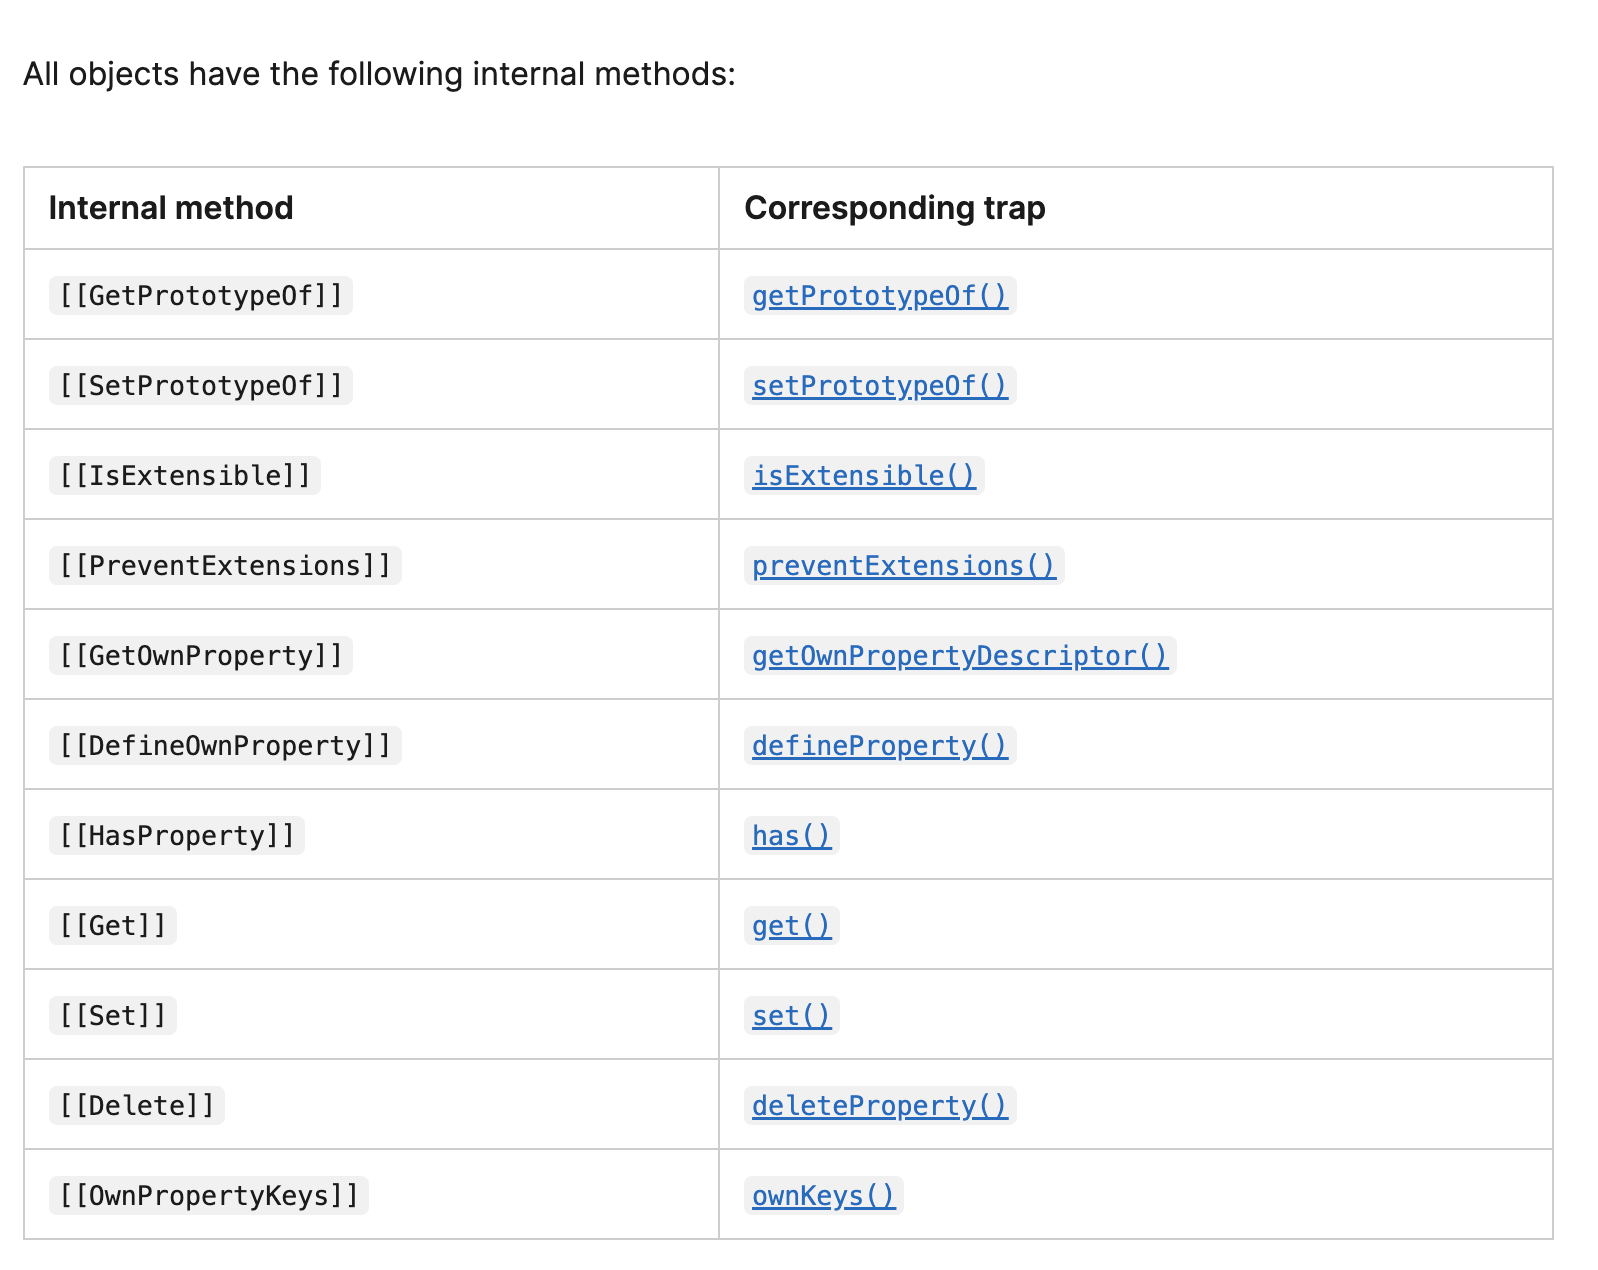 All objects have the following internal methods:
Internal method Corresponding trap
[[GetPrototypeOf]] getPrototypeOf()
[[SetPrototypeOf]] setPrototypeOf()
[[IsExtensible]] isExtensible()
[[PreventExtensions]] preventExtensions()
[[GetOwnProperty]] getOwnPropertyDescriptor()
[[DefineOwnProperty]] defineProperty()
[[HasProperty]] has()
[[Get]] get()
[[Set]] set()
[[Delete]] deleteProperty()
[[OwnPropertyKeys]] ownKeys()